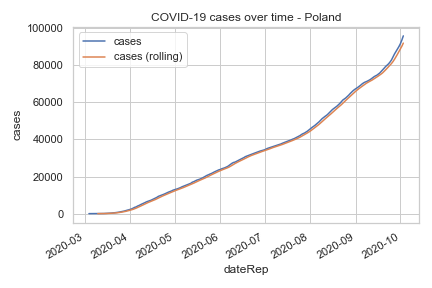 COVID-19 cases over time - Poland
100000
80000
60000
40000
20000
0
cases
cases
cases (rolling)
2020-03
2020-04
2020-05
2020-06
2020-07
2020-08
2020-09
2020-10
dateRep